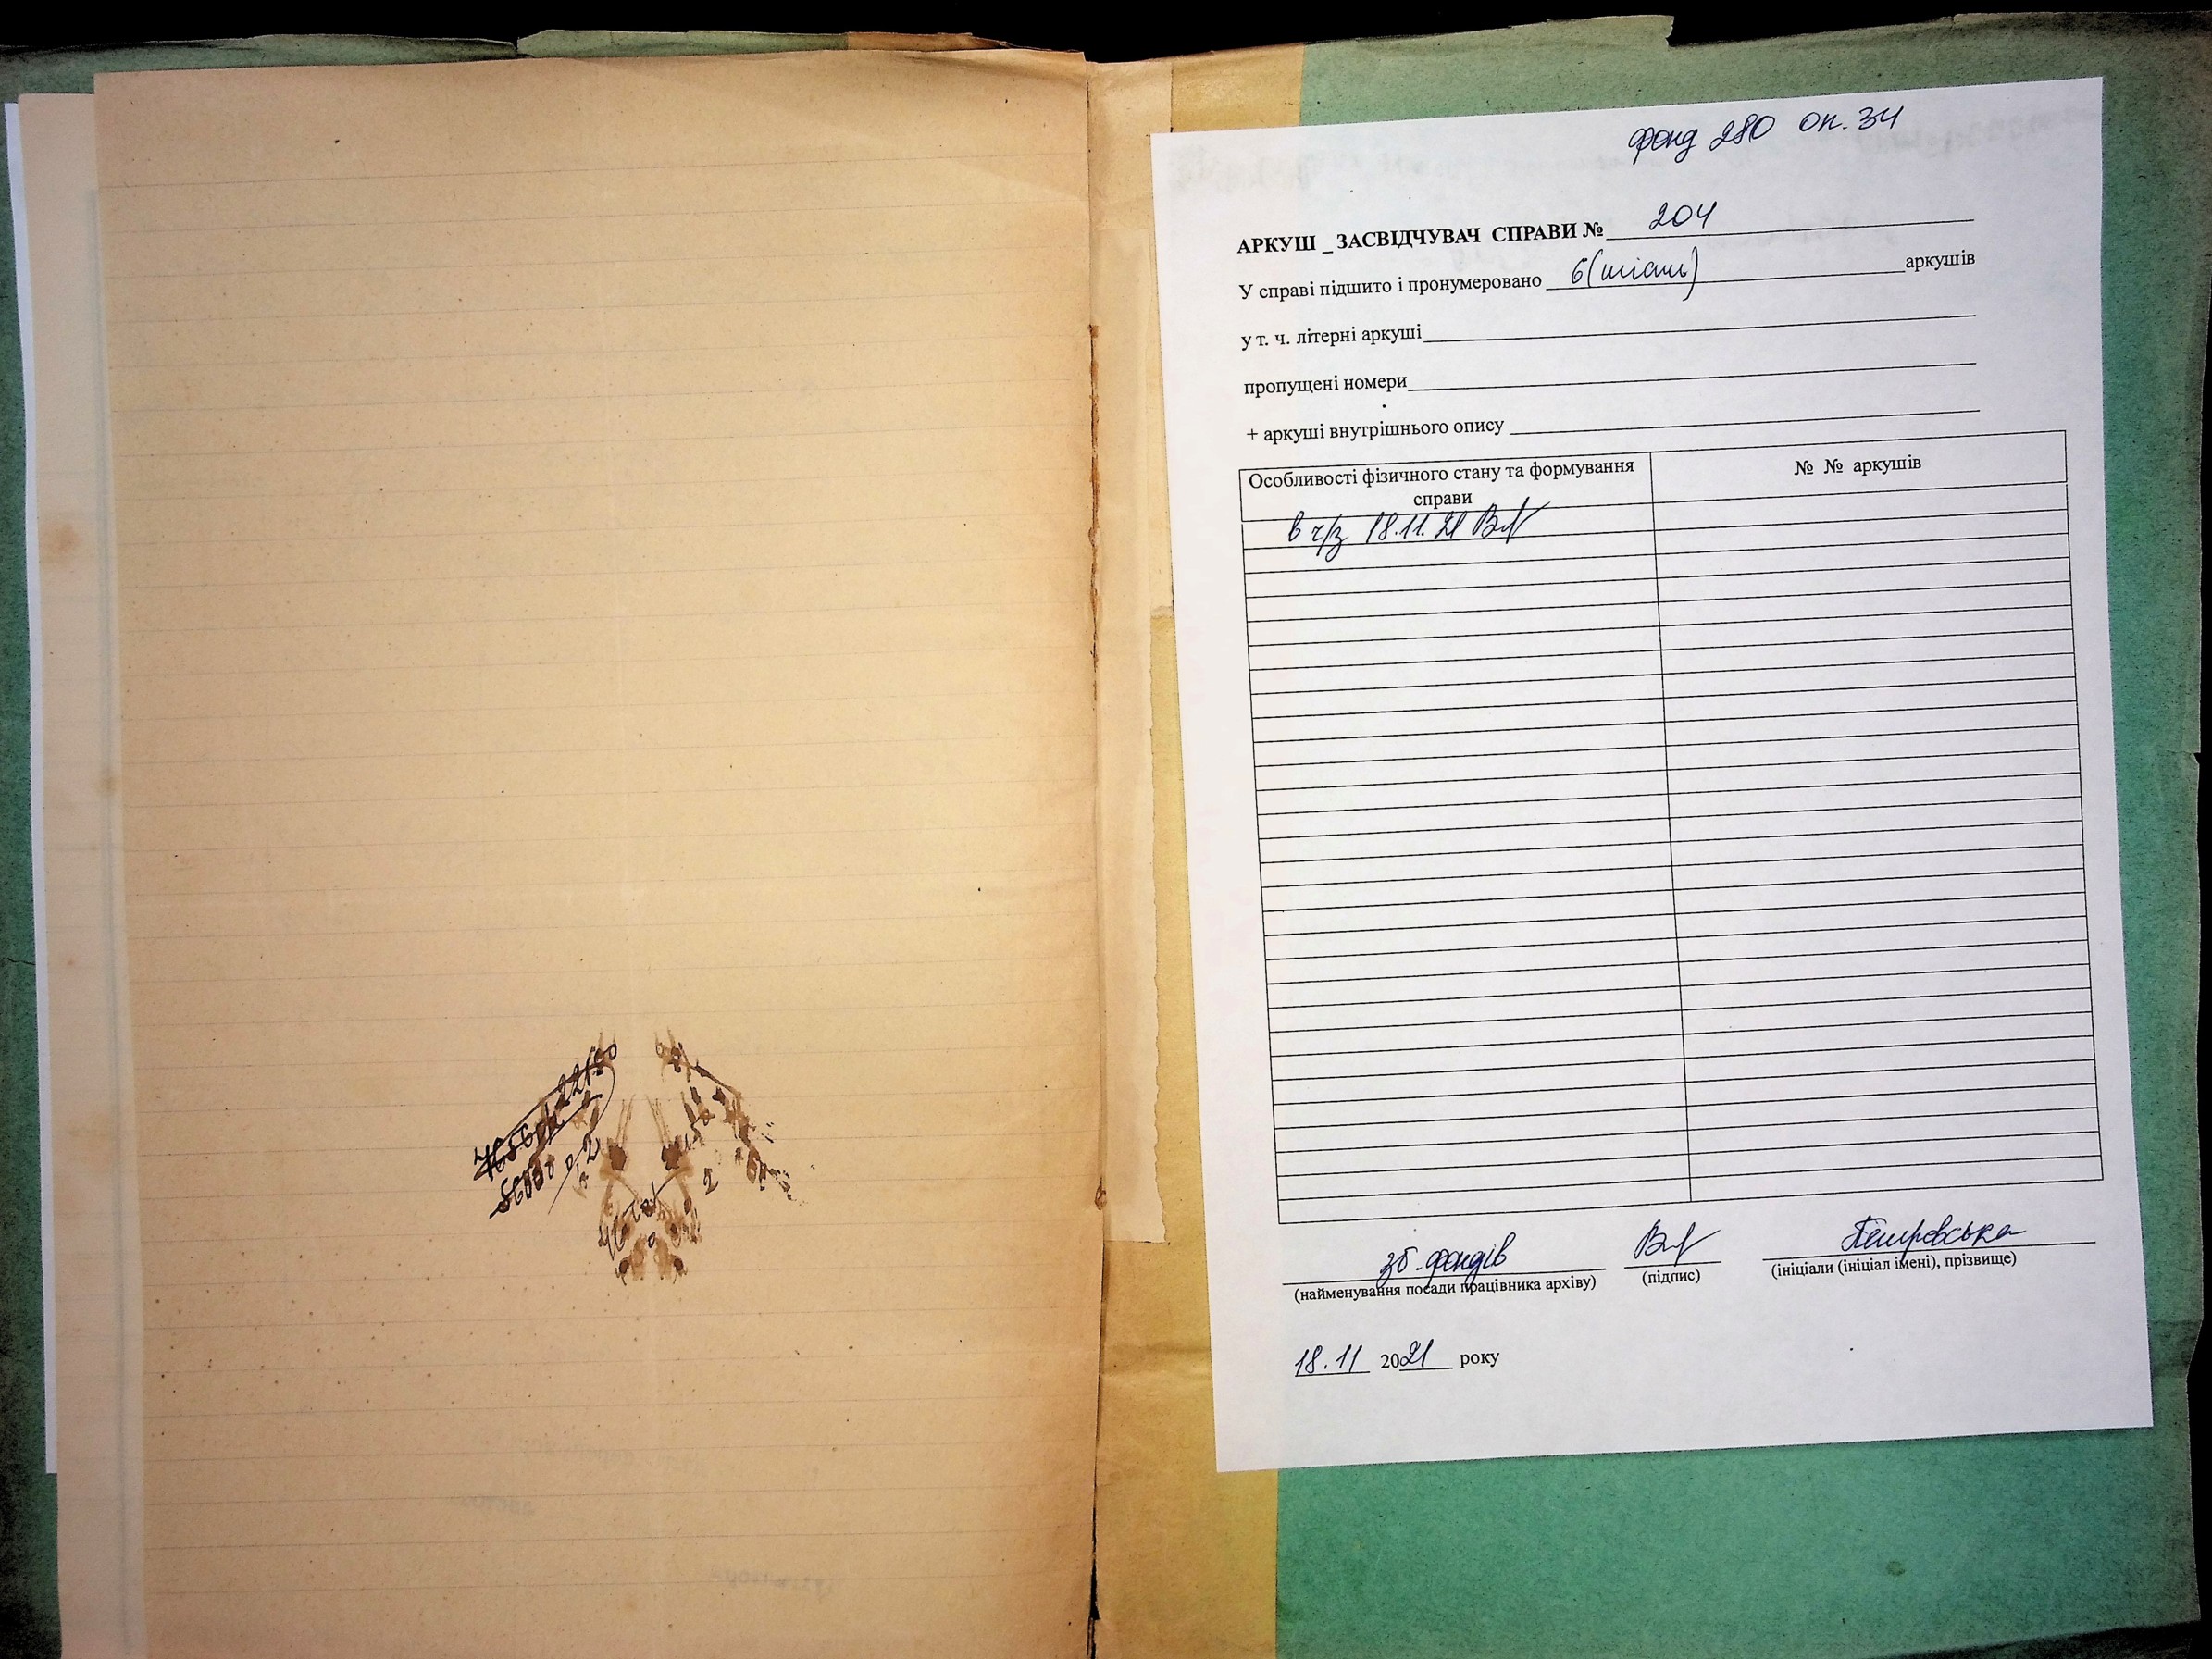 фонд 280 оп. 34
АРКУШ _ ЗАСВІДЧУВАЧ СПРАВИ № 204
У справі підшито і пронумеровано 6 (шість) аркушів
у т. ч. літерні аркуші
пропущені номери
+ аркуші внутрішнього опису
Особливості фізичного стану та формування справи
№ № аркушів
в ч/з 18.11.21
зб. фондів
Петровська
(найменування посади працівника архіву) (підпис) (ініціали (ініціал імені), прізвище)
18.11 2021 року